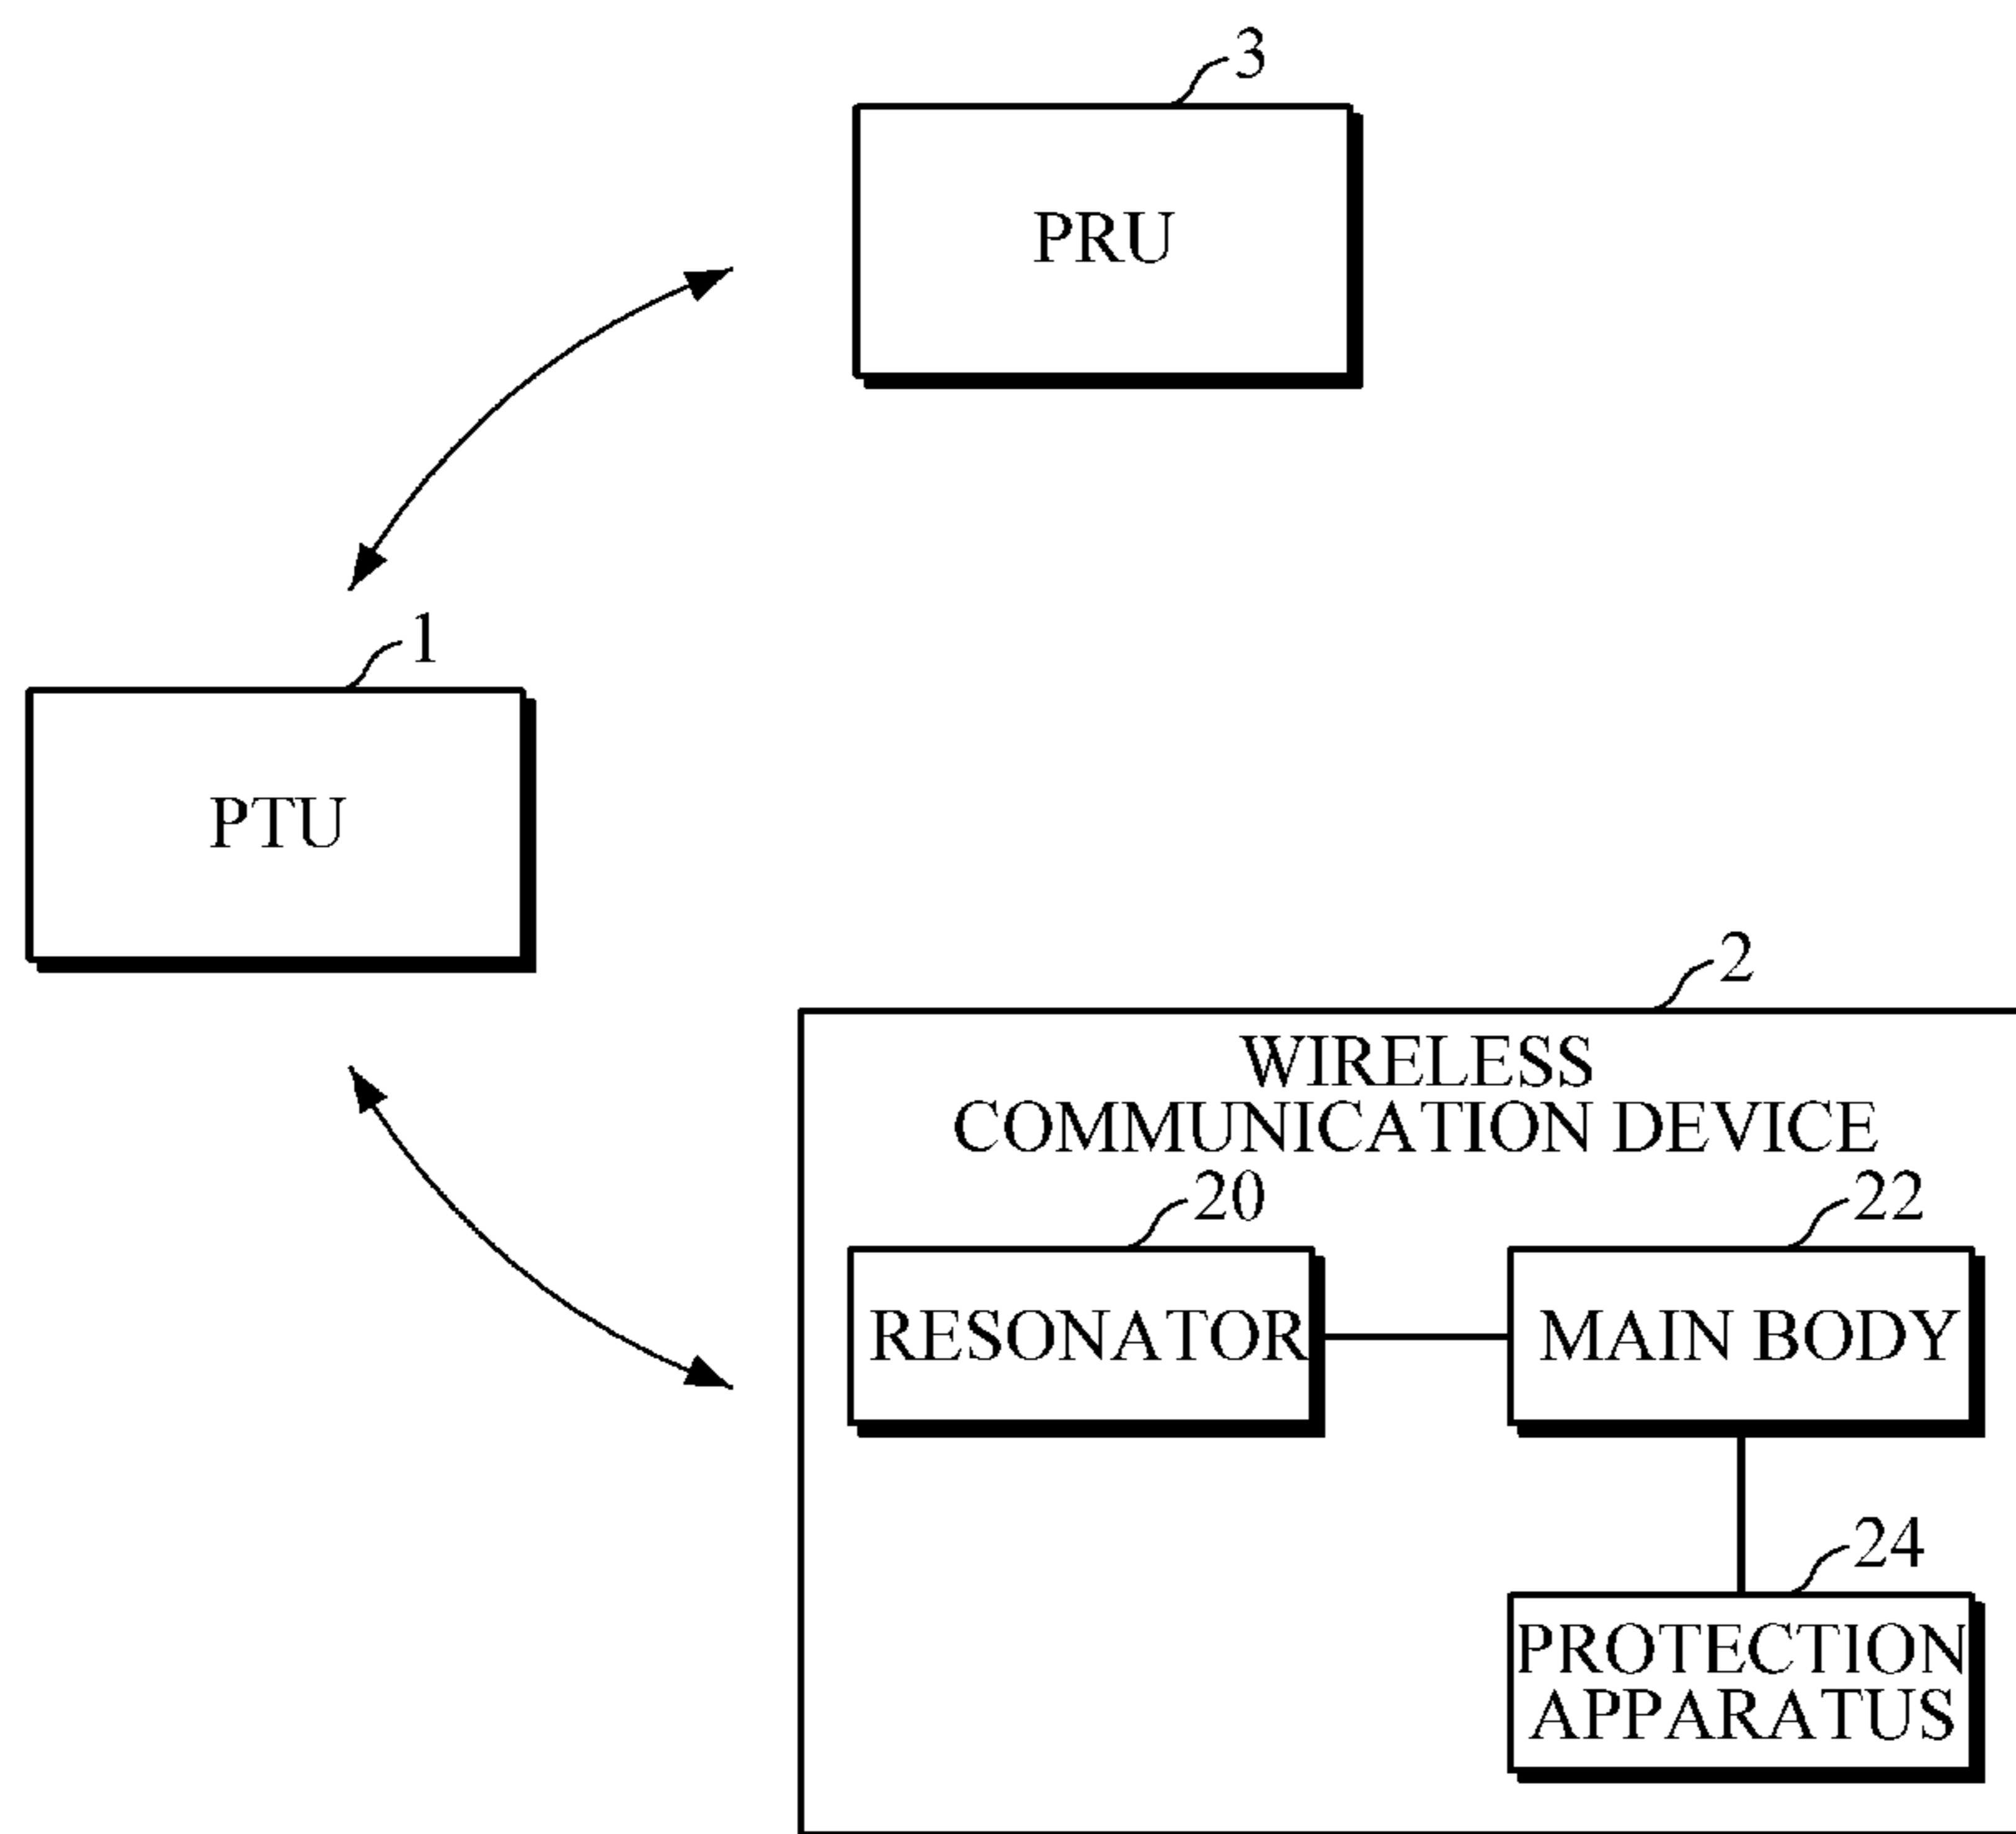 3
PRU
1
PTU
2
WIRELESS
COMMUNICATION DEVICE
20
22
RESONATOR
MAIN BODY
24
PROTECTION
APPARATUS